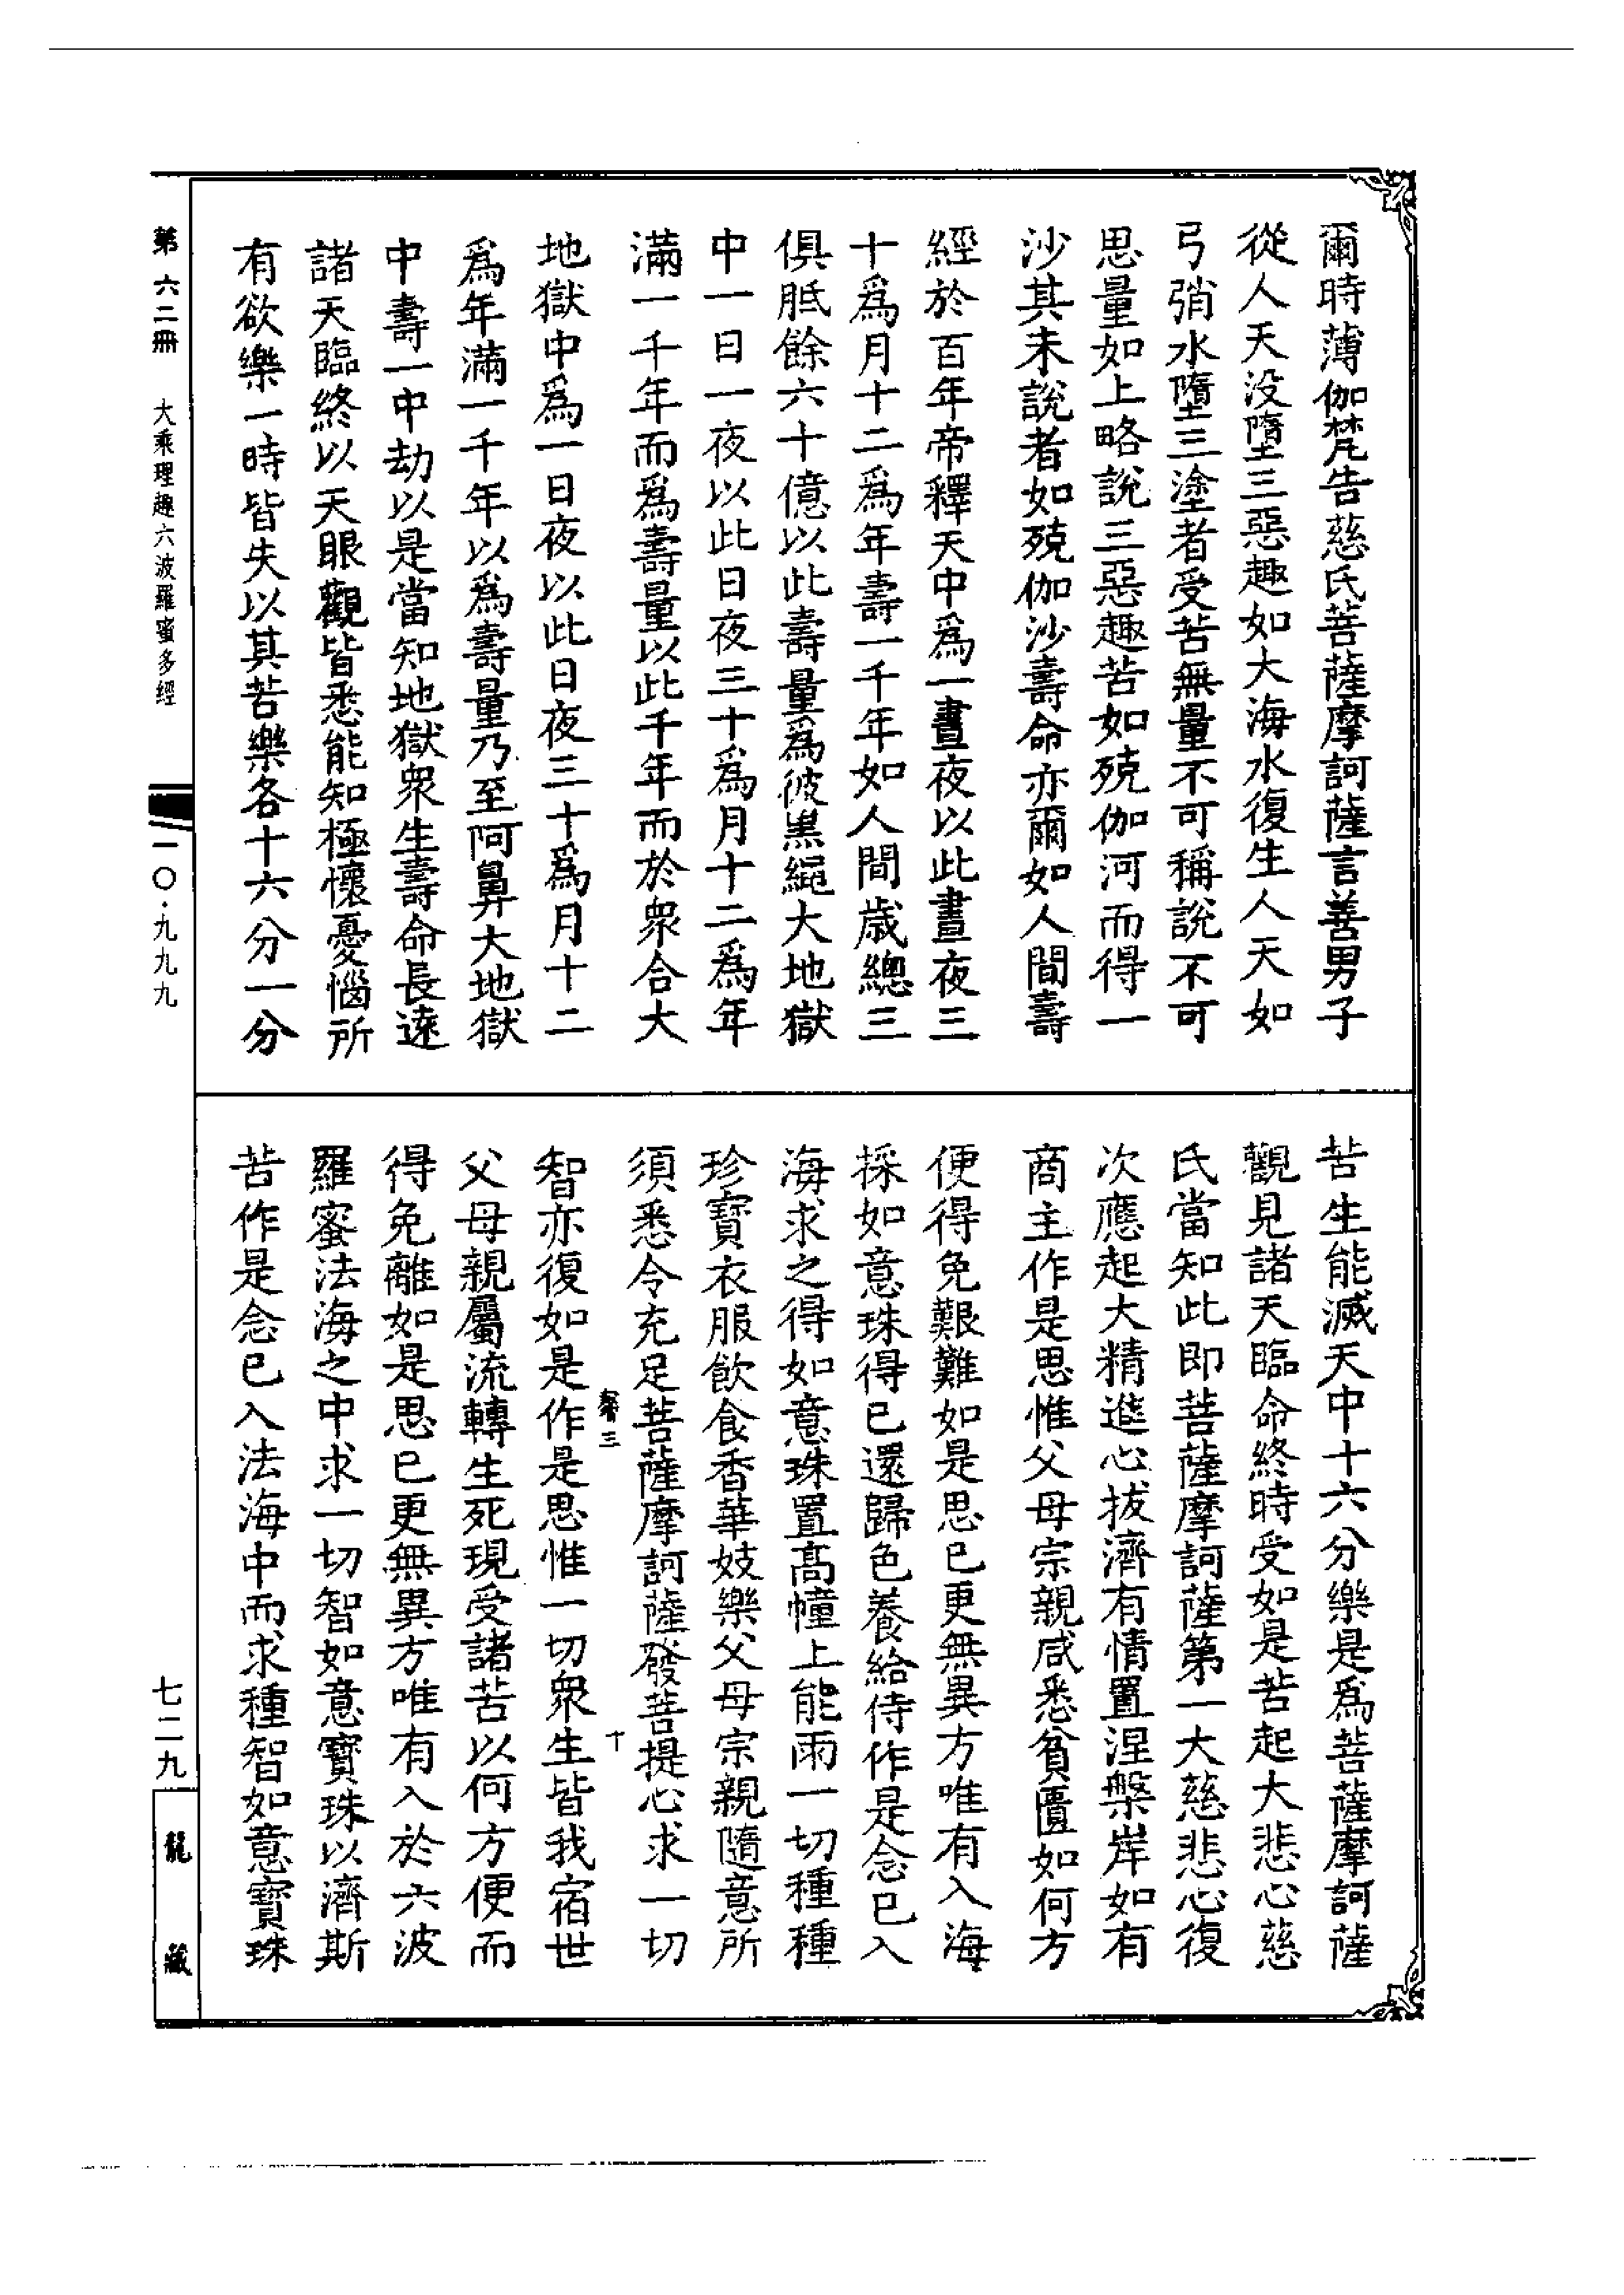 爾時薄伽梵告慈氏菩薩摩訶薩言善男子
從人天没墮三惡趣如大海水復生人天如
弓弰水墮三塗者受苦無量不可稱說不可
思量如上略說三惡趣苦如殑伽河而得一
沙其未說者如殑伽沙壽命亦爾如人間壽
經於百年帝釋天中爲一晝夜以此晝夜三
十爲月十二爲年壽一千年如人間歲總三
俱胝餘六十億以此壽量爲彼黑繩大地獄
中一日一夜以此日夜三十爲月十二爲年
滿一千年而爲壽量以此千年而於衆合大
地獄中爲一日夜以此日夜三十爲月十二
爲年滿一千年以爲壽量乃至阿鼻大地獄
中壽一中劫以是當知地獄衆生壽命長遠
諸天臨終以天眼觀皆悉能知極懷憂惱所
有欲樂一時皆失以其苦樂各十六分一分
苦生能滅天中十六分樂是爲菩薩摩訶薩
觀見諸天臨命終時受如是苦起大悲心慈
氏當知此即菩薩摩訶薩第一大慈悲心復
次應起大精進心拔濟有情置涅槃岸如有
商主作是思惟父母宗親咸悉貧匱如何方
便得免艱難如是思已更無異方唯有入海
採如意珠得已還歸色養給侍作是念已入
海求之得如意珠置高幢上能雨一切種種
珍寶衣服飲食香華妓樂父母宗親隨意所
須悉令充足菩薩摩訶薩發菩提心求一切
智亦復如是作是思惟一切衆生皆我宿世
父母親屬流轉生死現受諸苦以何方便而
得免離如是思已更無異方唯有入於六波
羅蜜法海之中求一切智如意寶珠以濟斯
苦作是念已入法海中而求種智如意寶珠
三
十
第六二冊 大乘理趣六波羅蜜多經
一〇·九九九
七二九
龍藏